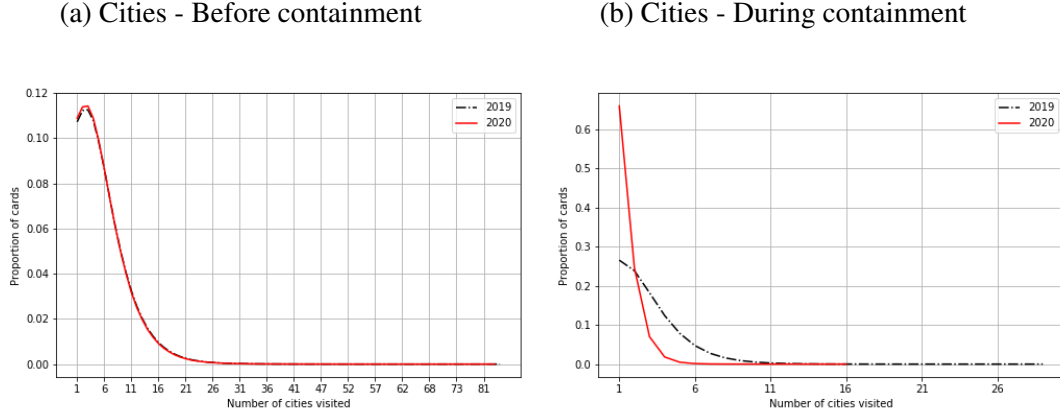 (a) Cities - Before containment
0.12
0.10
0.08
0.06
0.04
0.02
0.00
Proportion of cards
1 6 11 16 21 26 31 36 41 47 52 57 62 68 73 81
Number of cities visited
2019
2020
(b) Cities - During containment
0.6
0.5
0.4
0.3
0.2
0.1
0.0
Proportion of cards
1 6 11 16 21 26
Number of cities visited
2019
2020